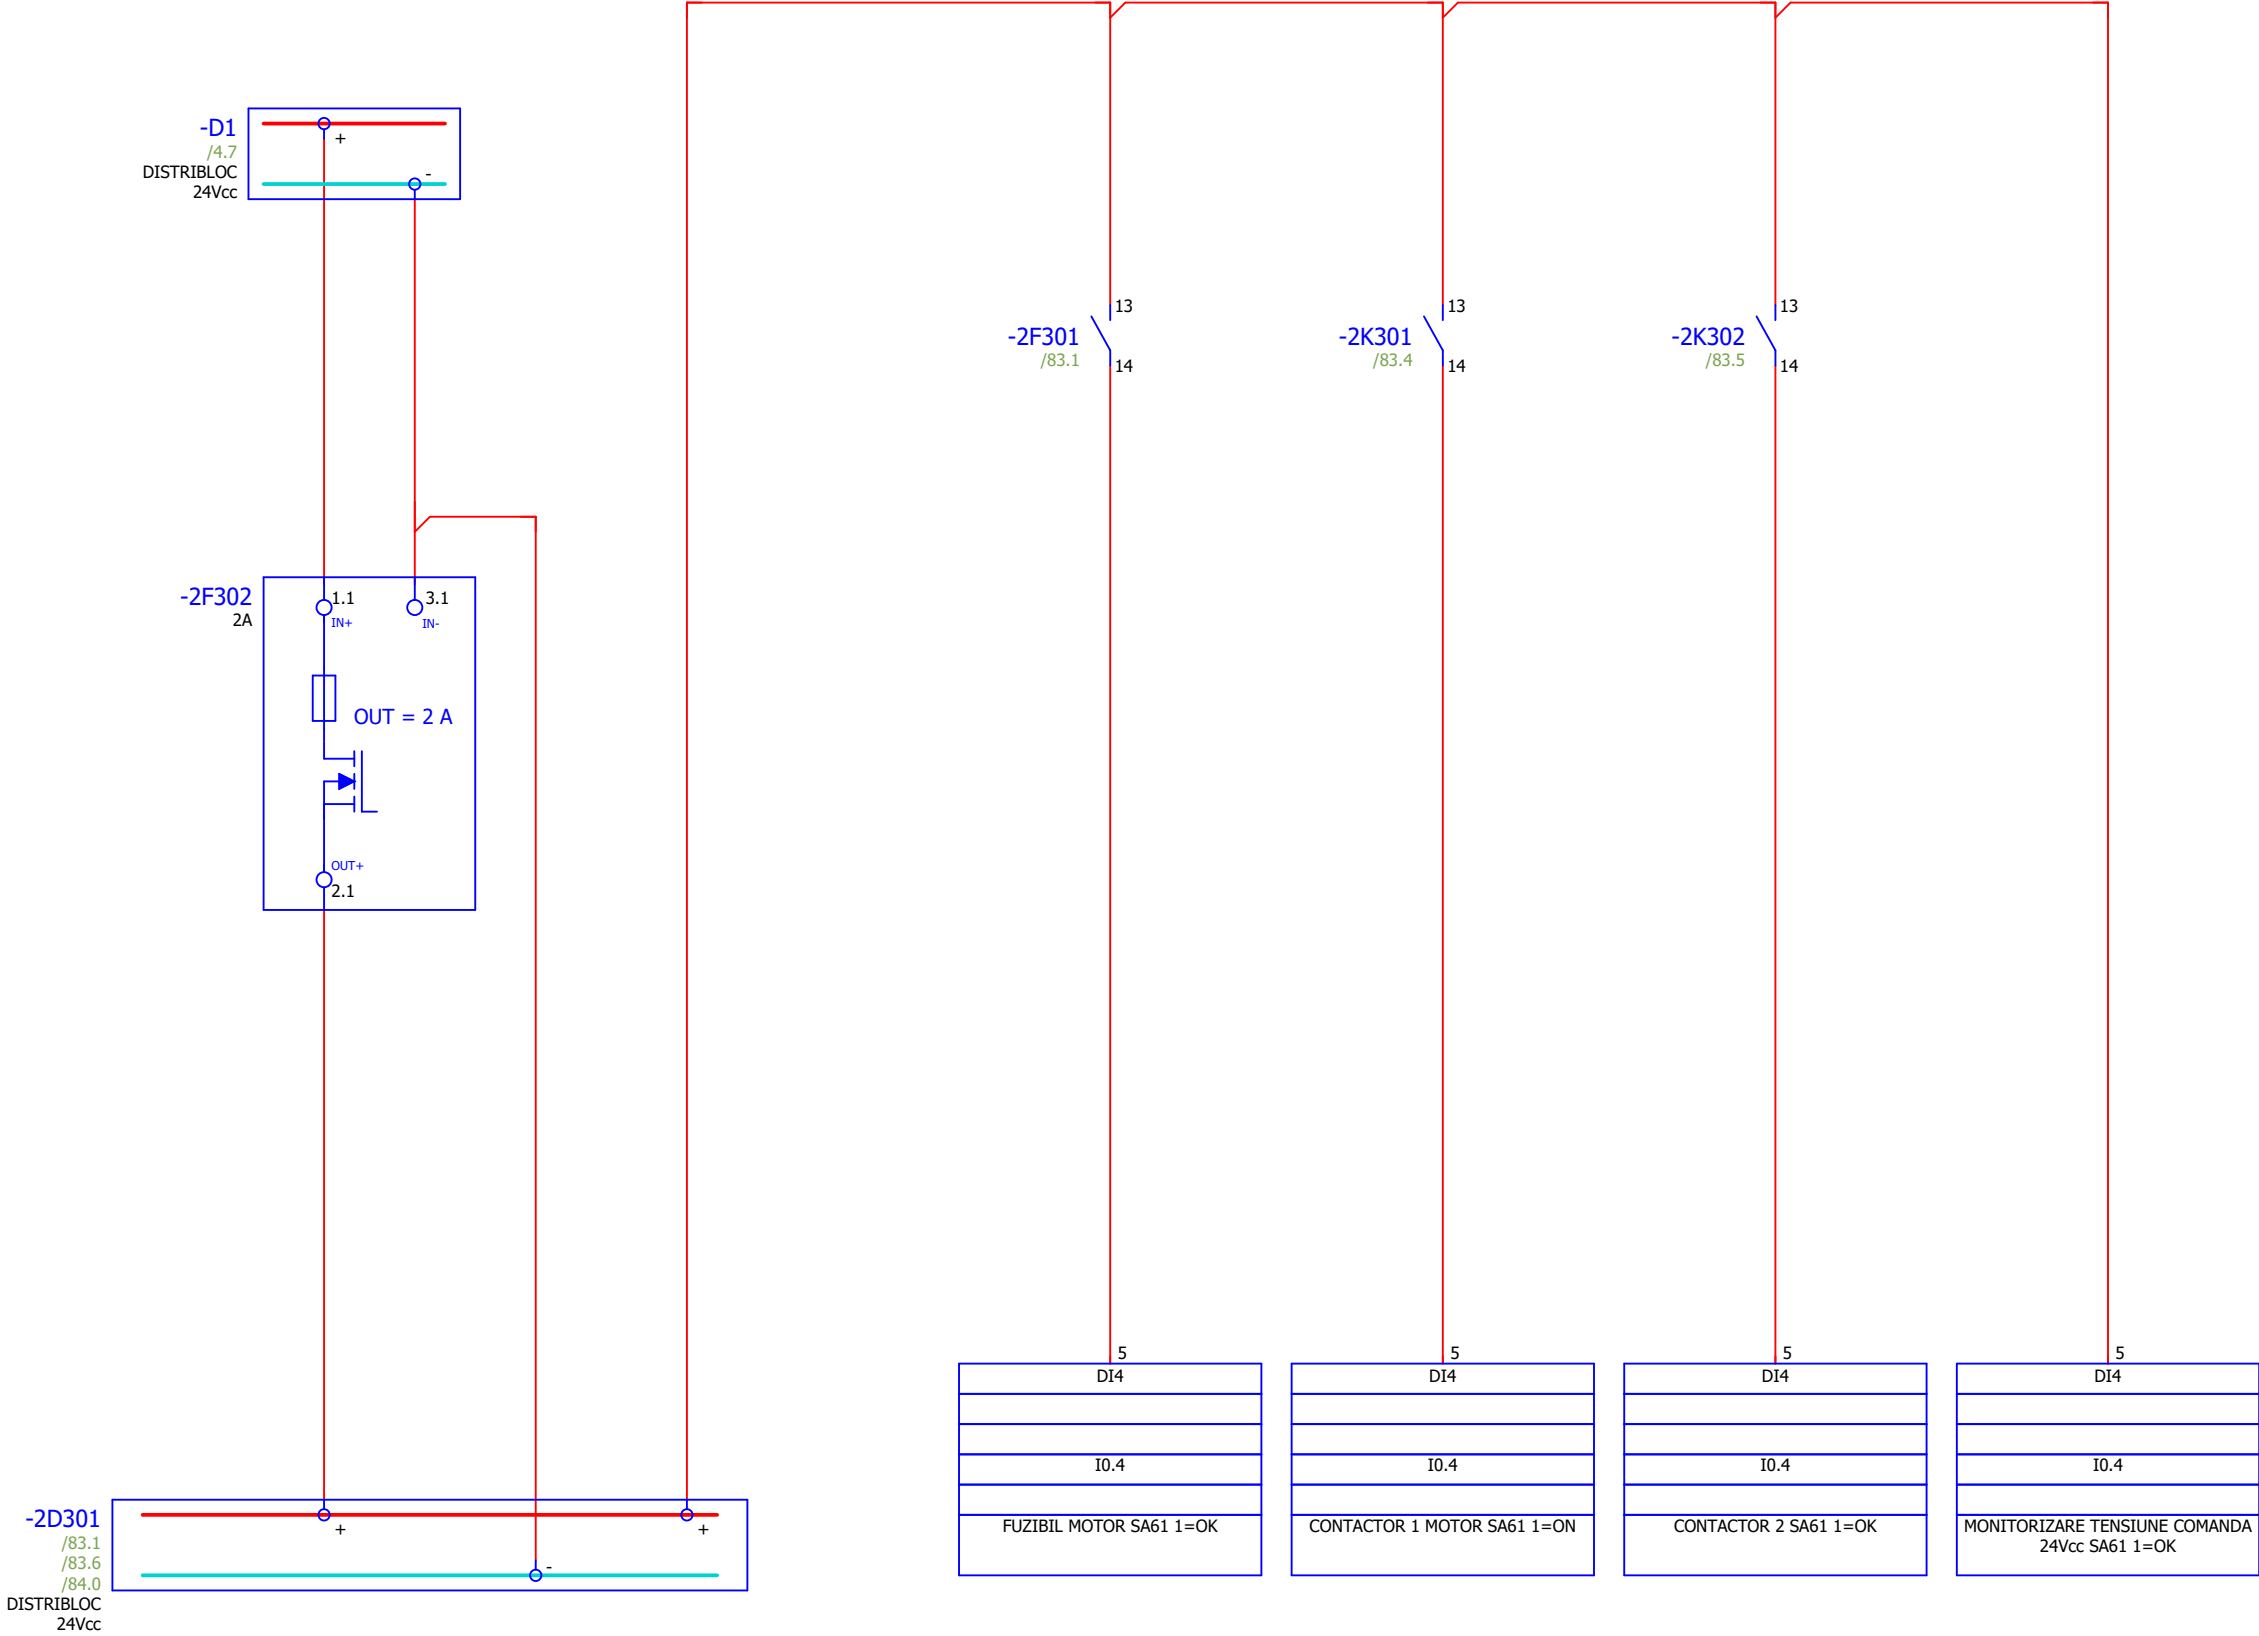 -D1
/4.7
DISTRIBLOC
24Vcc
+
-
-2F301
/83.1
13
14
-2K301
/83.4
13
14
-2K302
/83.5
13
14
-2F302
2A
1.1
IN+
3.1
IN-
OUT = 2 A
OUT+
2.1
-2D301
/83.1
/83.6
/84.0
DISTRIBLOC
24Vcc
+
-
+
5
DI4
I0.4
FUZIBIL MOTOR SA61 1=OK
5
DI4
I0.4
CONTACTOR 1 MOTOR SA61 1=ON
5
DI4
I0.4
CONTACTOR 2 SA61 1=OK
5
DI4
I0.4
MONITORIZARE TENSIUNE COMANDA
24Vcc SA61 1=OK